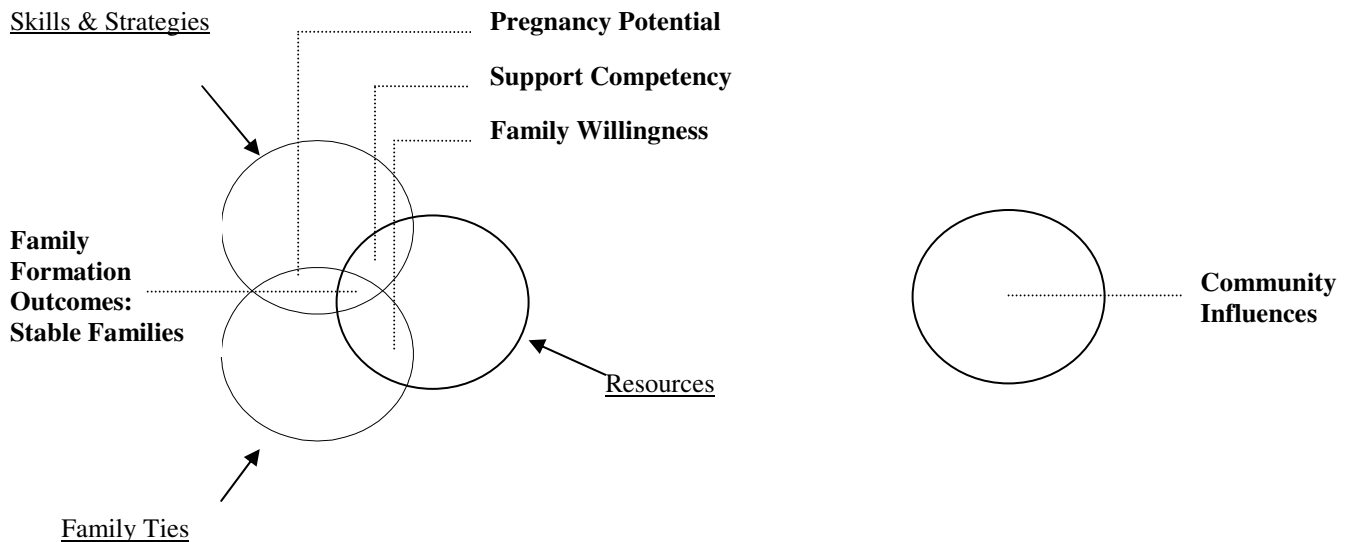 Skills & Strategies
Pregnancy Potential
Support Competency
Family Willingness
Family
Formation
Outcomes:
Stable Families
Community
Influences
Resources
Family Ties